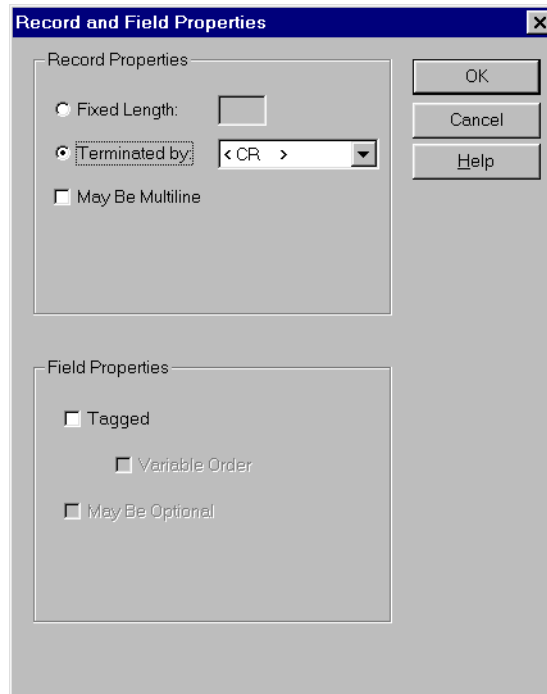 Record and Field Properties
Record Properties
Fixed Length:
Terminated by:
< CR >
May Be Multiline
OK
Cancel
Help
Field Properties
Tagged
Variable Order
May Be Optional